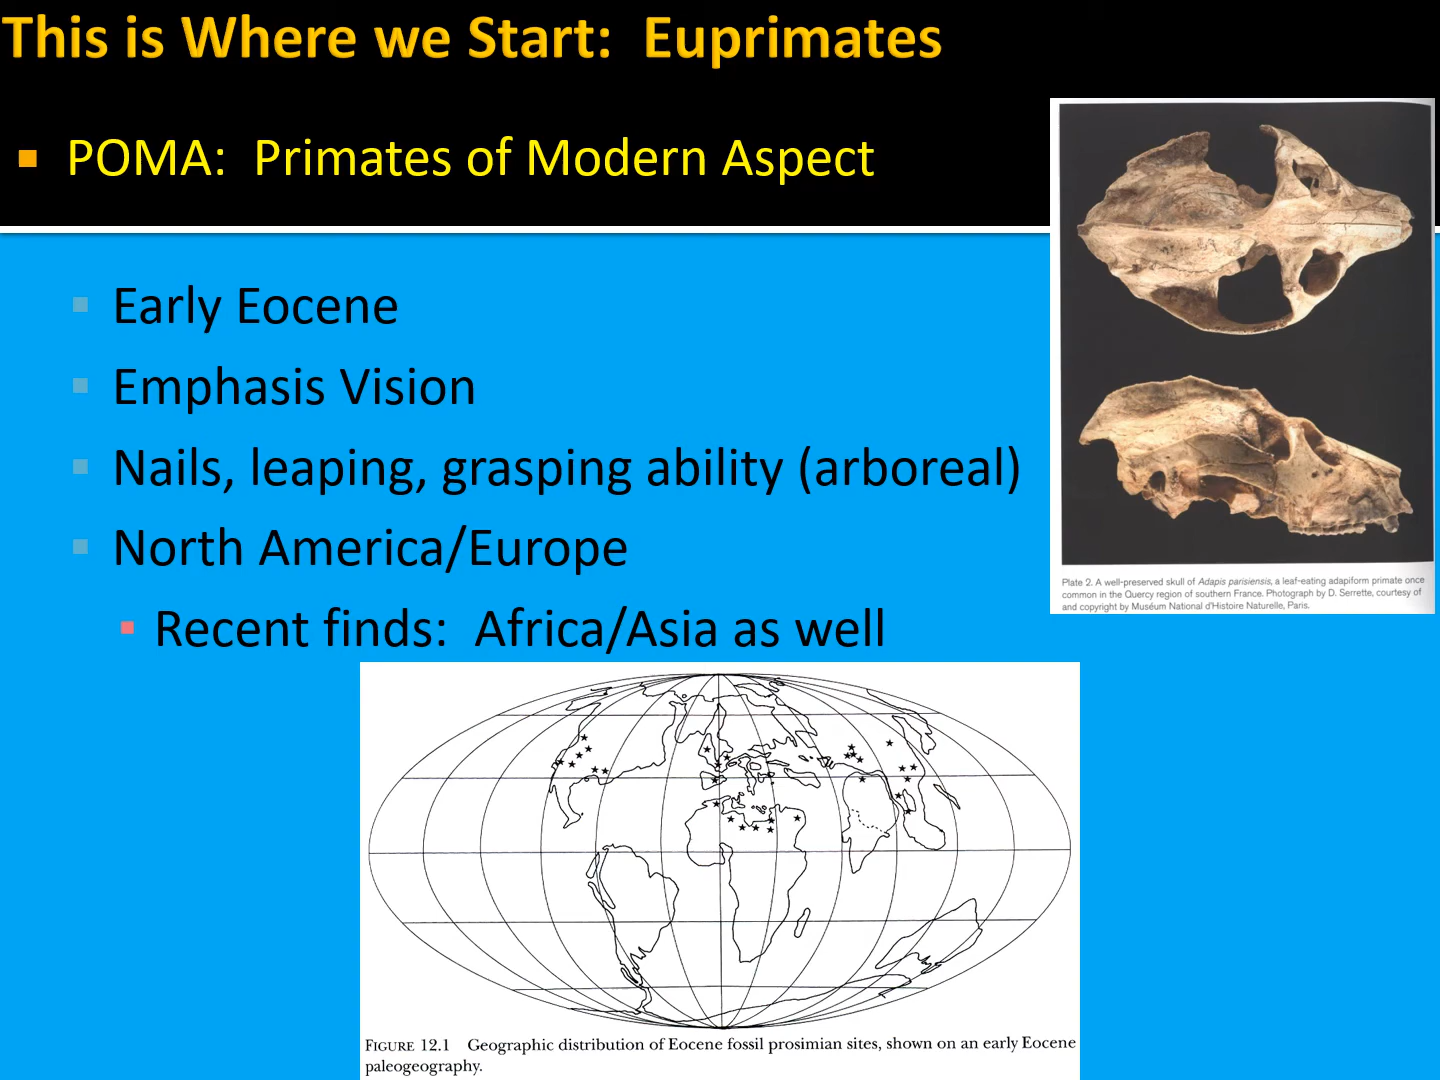 This is Where we Start: Euprimates
POMA: Primates of Modern Aspect
Early Eocene
Emphasis Vision
Nails, leaping, grasping ability (arboreal)
North America/Europe
Recent finds: Africa/Asia as well
Plate 2. A well-preserved skull of Adapis parisiensis, a leaf-eating adapiform primate once
common in the Quercy region of southern France. Photograph by D. Serrette, courtesy of
and copyright by Muséum National d'Histoire Naturelle, Paris.
FIGURE 12.1 Geographic distribution of Eocene fossil prosimian sites, shown on an early Eocene
paleogeography.